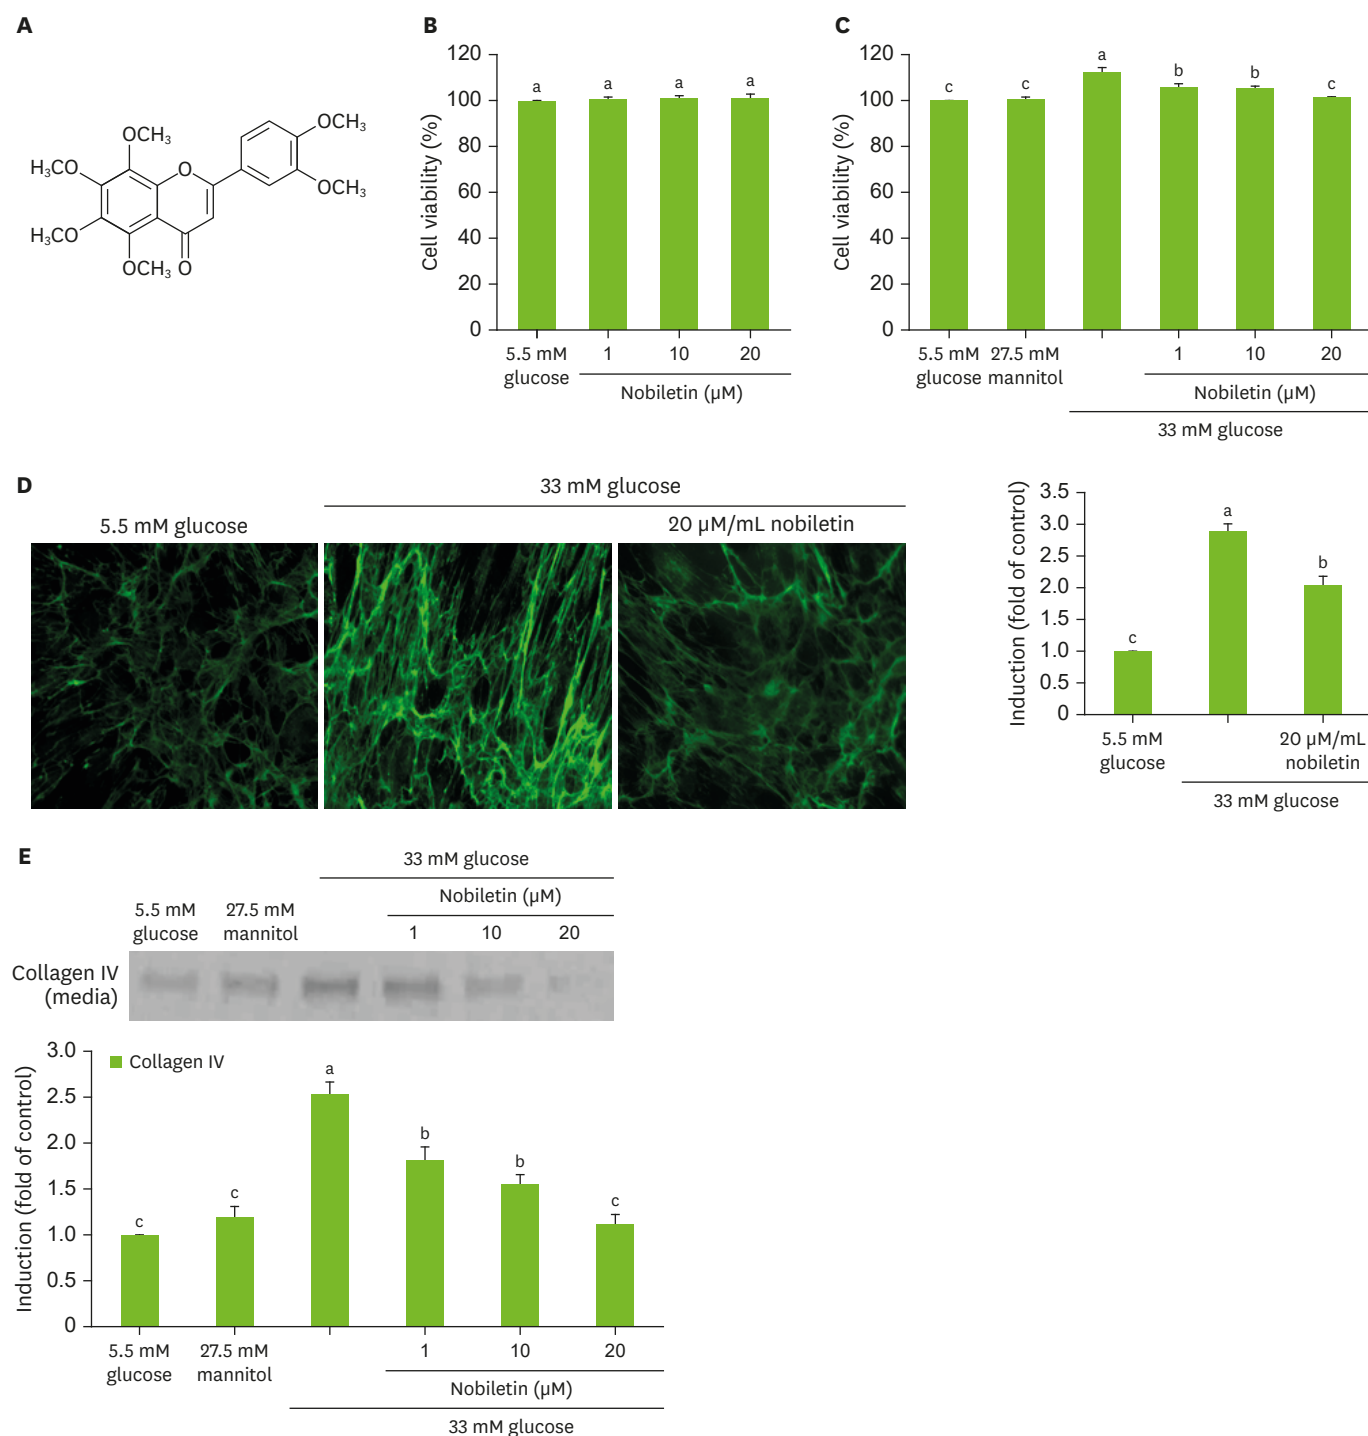 A
OCH3
OCH3
H3CO
O
OCH3
H3CO
OCH3
O
B
Cell viability (%)
120
100
80
60
40
20
0
a
a
a
a
5.5 mM
glucose
1
10
20
Nobiletin (µM)
C
Cell viability (%)
120
100
80
60
40
20
0
c
c
a
b
b
c
5.5 mM
glucose
27.5 mM
mannitol
1
10
20
Nobiletin (µM)
33 mM glucose
D
33 mM glucose
5.5 mM glucose
20 µM/mL nobiletin
Induction (fold of control)
3.5
3.0
2.5
2.0
1.5
1.0
0.5
0
c
a
b
5.5 mM
glucose
20 µM/mL
nobiletin
33 mM glucose
E
33 mM glucose
Nobiletin (µM)
5.5 mM
glucose
27.5 mM
mannitol
1
10
20
Collagen IV
(media)
Induction (fold of control)
3.0
2.5
2.0
1.5
1.0
0.5
0
Collagen IV
c
c
a
b
b
c
5.5 mM
glucose
27.5 mM
mannitol
1
10
20
Nobiletin (µM)
33 mM glucose